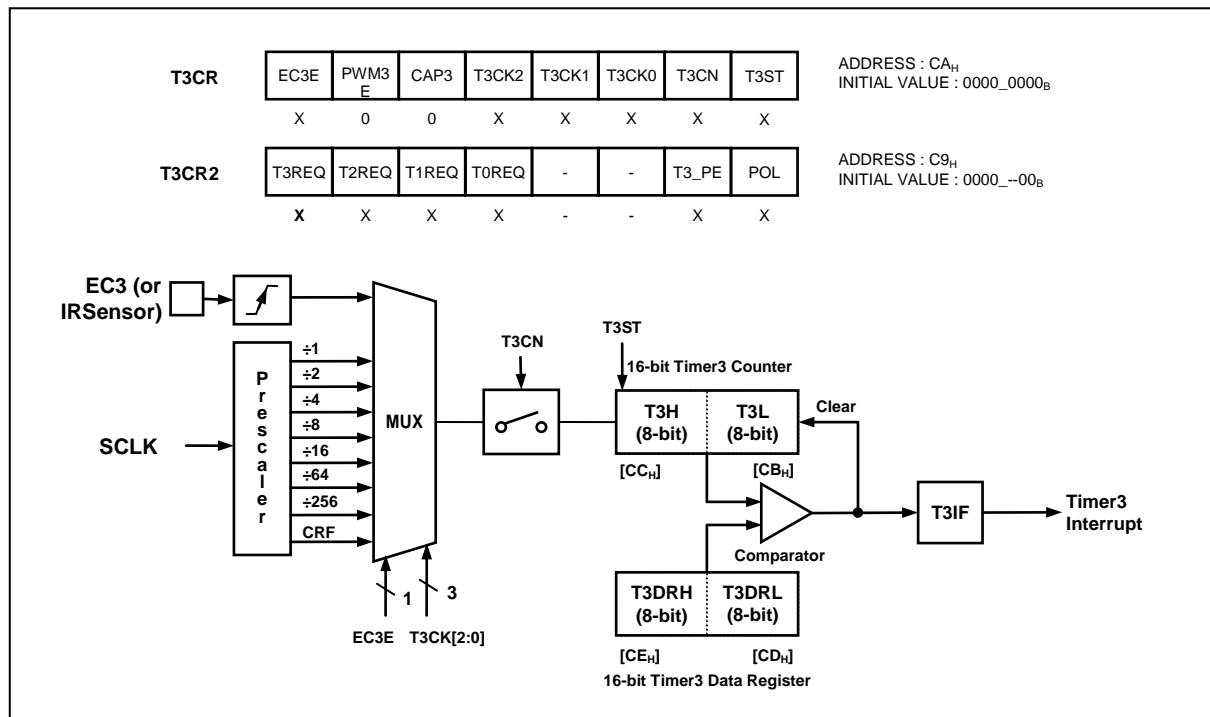 T3CR EC3E PWM3E CAP3 T3CK2 T3CK1 T3CK0 T3CN T3ST ADDRESS : CAH
INITIAL VALUE : 0000_0000B
X 0 0 X X X X X
T3CR2 T3REQ T2REQ T1REQ T0REQ - - T3_PE POL ADDRESS : C9H
INITIAL VALUE : 0000_--00B
X X X X - - X X
EC3 (or
IRSensor)
SCLK
Prescaler
÷1
÷2
÷4
÷8
÷16
÷64
÷256
CRF
MUX
1
3
EC3E T3CK[2:0]
T3CN
T3ST
16-bit Timer3 Counter
T3H
(8-bit)
T3L
(8-bit)
Clear
[CCH] [CBH]
Comparator
T3IF
Timer3
Interrupt
T3DRH
(8-bit)
T3DRL
(8-bit)
[CEH] [CDH]
16-bit Timer3 Data Register